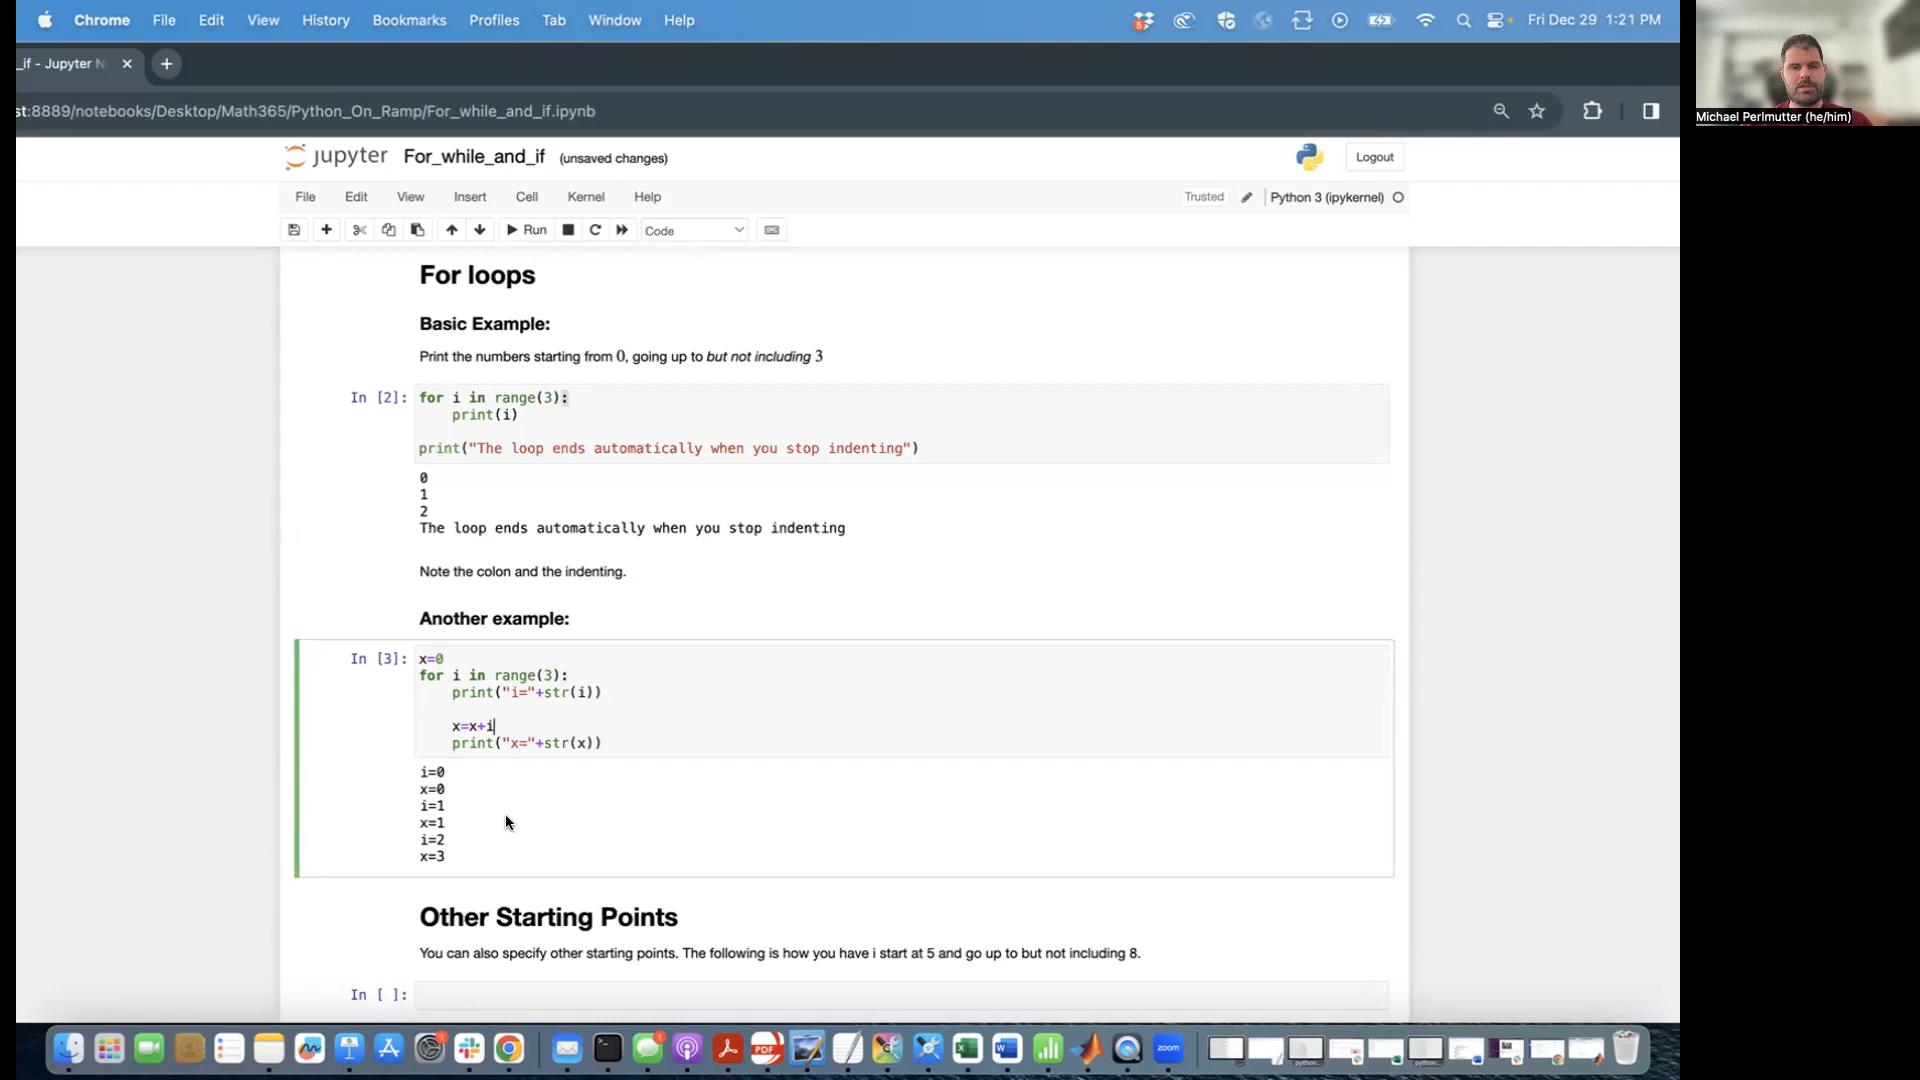 Chrome File Edit View History Bookmarks Profiles Tab Window Help Fri Dec 29 1:21 PM
_if - Jupyter N
st:8889/notebooks/Desktop/Math365/Python_On_Ramp/For_while_and_if.ipynb
Michael Perlmutter (he/him)
jupyter For_while_and_if (unsaved changes) Logout
File Edit View Insert Cell Kernel Help Trusted Python 3 (ipykernel)
Run Code
For loops
Basic Example:
Print the numbers starting from 0, going up to but not including 3
In [2]: for i in range(3):
    print(i)
print("The loop ends automatically when you stop indenting")
0
1
2
The loop ends automatically when you stop indenting
Note the colon and the indenting.
Another example:
In [3]: x=0
for i in range(3):
    print("i="+str(i))
    x=x+i
    print("x="+str(x))
i=0
x=0
i=1
x=1
i=2
x=3
Other Starting Points
You can also specify other starting points. The following is how you have i start at 5 and go up to but not including 8.
In [ ]:
PDF
zoom